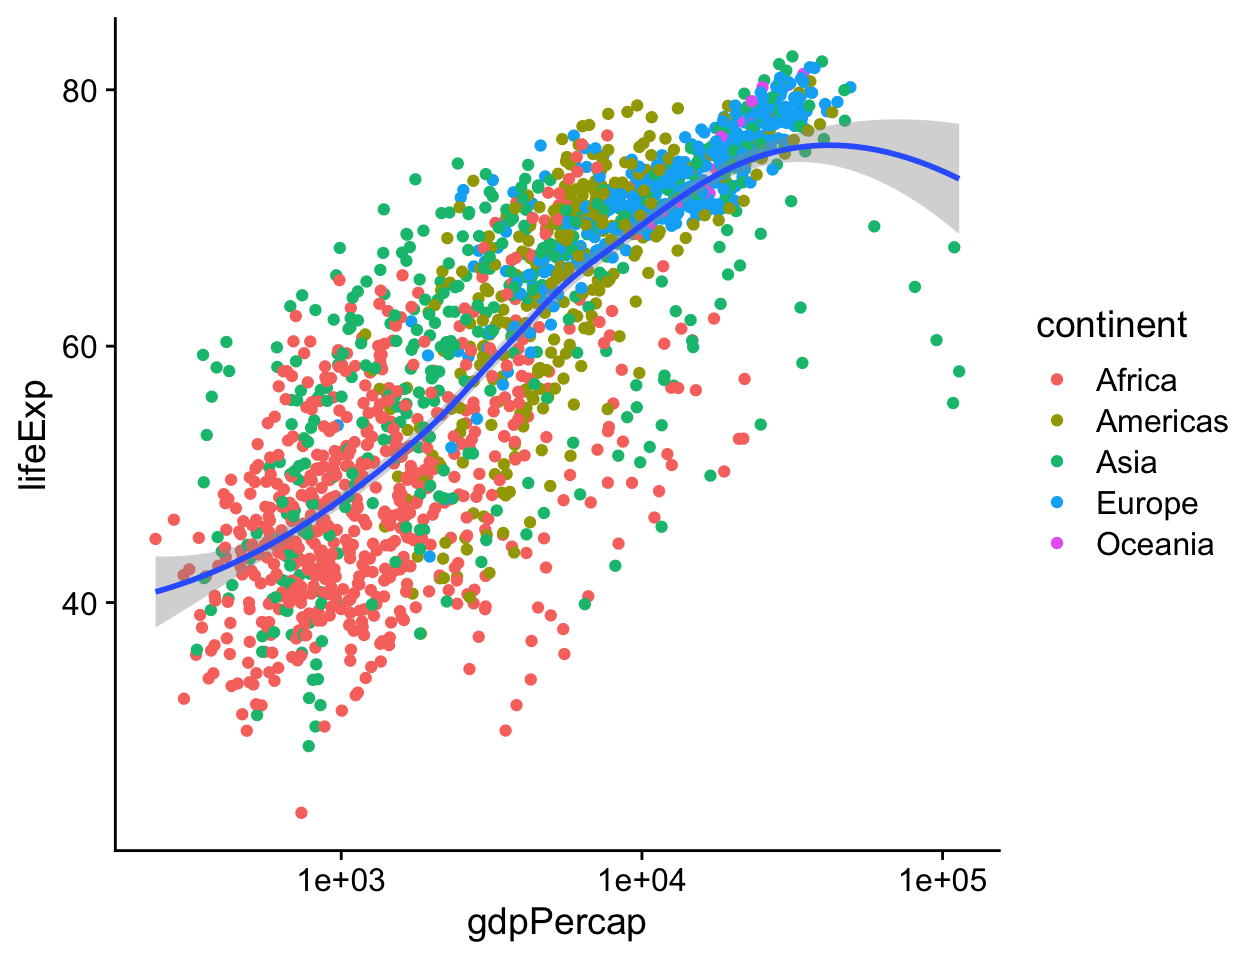 lifeExp
80
60
40
1e+03
1e+04
1e+05
gdpPercap
continent
Africa
Americas
Asia
Europe
Oceania